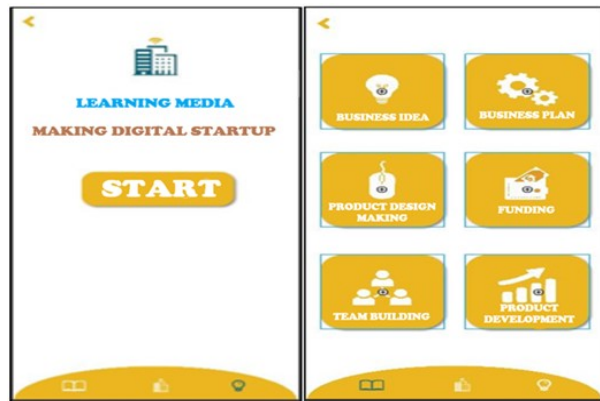 LEARNING MEDIA
MAKING DIGITAL STARTUP
START
BUSINESS IDEA
BUSINESS PLAN
PRODUCT DESIGN
MAKING
FUNDING
TEAM BUILDING
PRODUCT
DEVELOPMENT